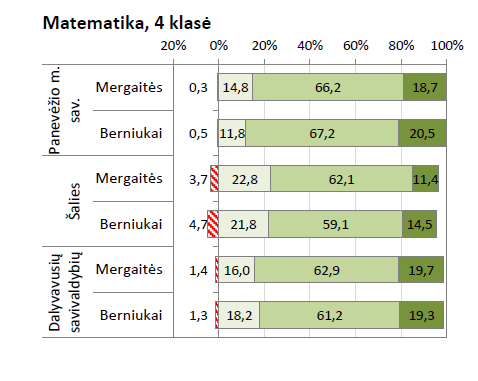 Matematika, 4 klasė
20% 0% 20% 40% 60% 80% 100%
Panevėžio m. sav.
Mergaitės 0,3 14,8 66,2 18,7
Berniukai 0,5 11,8 67,2 20,5
Šalies
Mergaitės 3,7 22,8 62,1 11,4
Berniukai 4,7 21,8 59,1 14,5
Dalyvavusių savivaldybių
Mergaitės 1,4 16,0 62,9 19,7
Berniukai 1,3 18,2 61,2 19,3